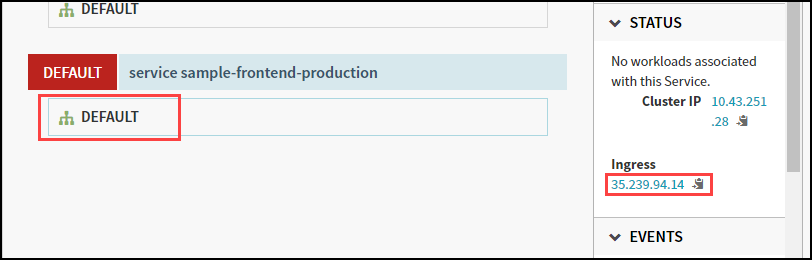 DEFAULT
DEFAULT service sample-frontend-production
DEFAULT
STATUS
No workloads associated
with this Service.
Cluster IP 10.43.251
.28
Ingress
35.239.94.14
EVENTS